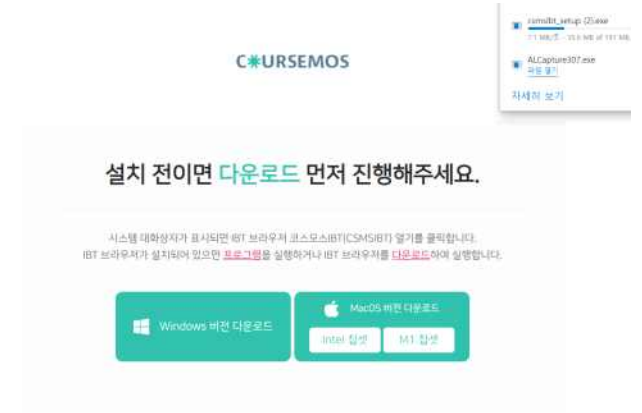 csmsibt_setup (2).exe
ALCapture307.exe
파일 열기
자세히 보기
COURSEMOS
설치 전이면 다운로드 먼저 진행해주세요.
시스템 대화상자가 표시되면 IBT 브라우저 코스모스IBT(CSMSIBT) 열기를 클릭합니다.
IBT 브라우저가 설치되어 있으면 프로그램을 실행하거나 IBT 브라우저를 다운로드하여 실행합니다.
Windows 버전 다운로드
MacOS 버전 다운로드
Intel 칩셋
M1 칩셋